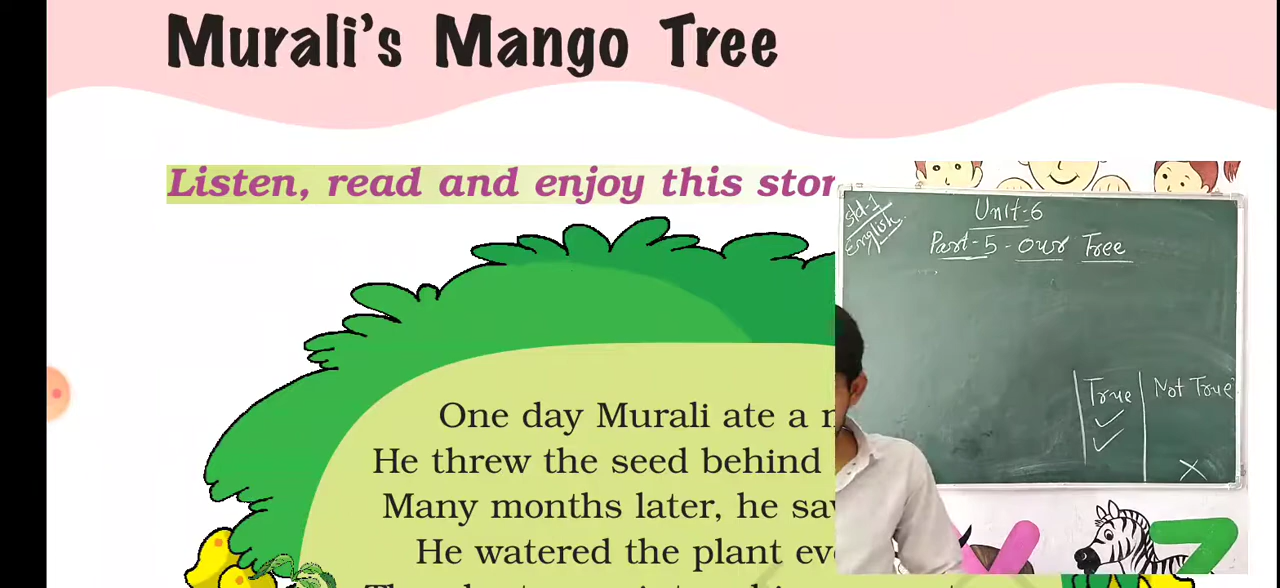 Murali's Mango Tree
Listen, read and enjoy this stor
One day Murali ate a
He threw the seed behind
Many months later, he saw
He watered the plant
Std-1
English
Unit-6
Part-5 - Our Tree
True
Not True